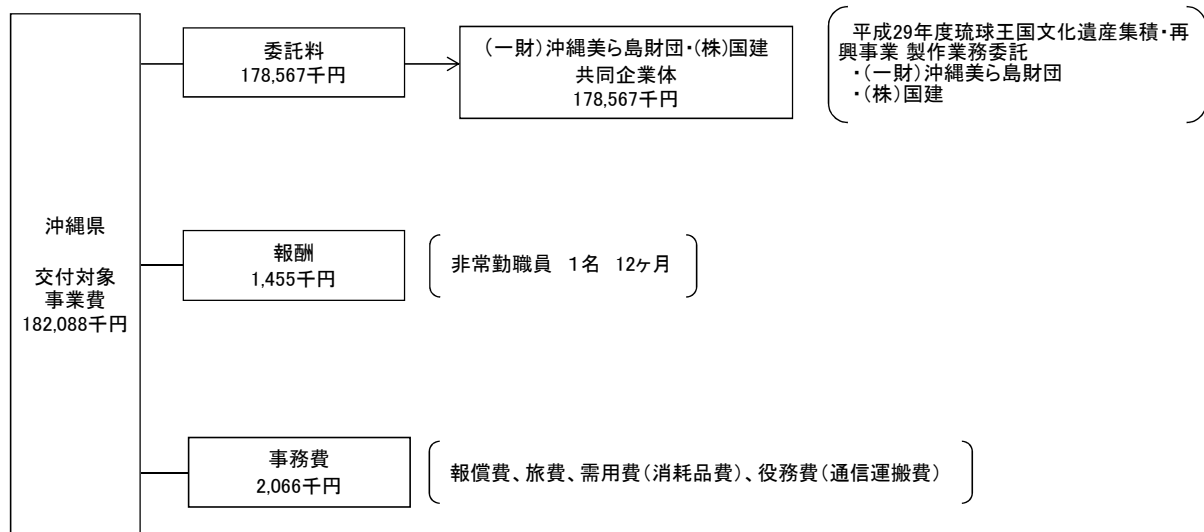 沖縄県
交付対象
事業費
182,088千円
委託料
178,567千円
(一財)沖縄美ら島財団・(株)国建
共同企業体
178,567千円
平成29年度琉球王国文化遺産集積・再
興事業 製作業務委託
・(一財)沖縄美ら島財団
・(株)国建
報酬
1,455千円
非常勤職員 1名 12ヶ月
事務費
2,066千円
報償費、旅費、需用費(消耗品費)、役務費(通信運搬費)